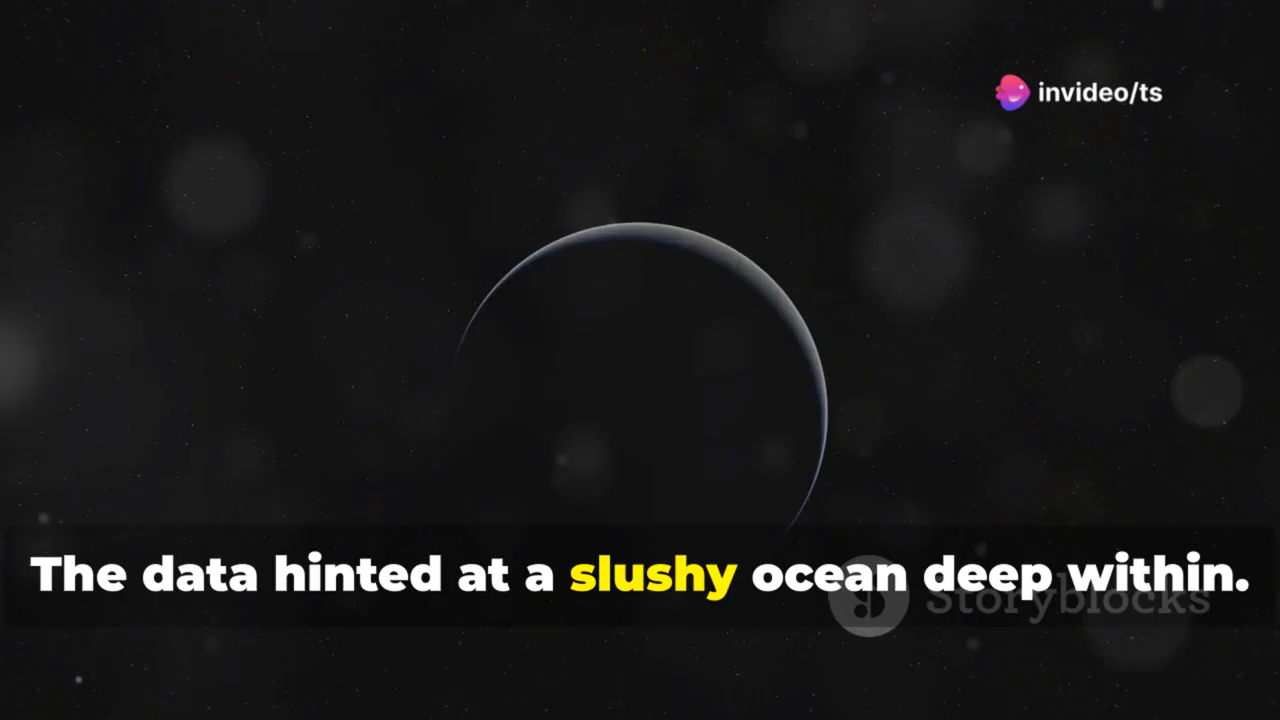 invideo/ts
The data hinted at a slushy ocean deep within.
Storyblocks